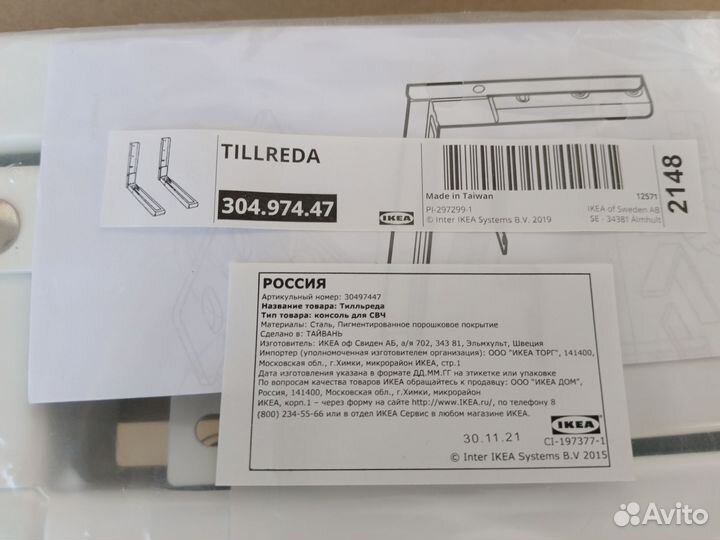 TILLREDA
304.974.47
IKEA
Made in Taiwan
12571
PI-297299-1
© Inter IKEA Systems B.V. 2019
IKEA of Sweden AB
SE - 34381 Älmhult
2148
РОССИЯ
Артикульный номер: 30497447
Название товара: Тилльреда
Тип товара: консоль для СВЧ
Материалы: Сталь, Пигментированное порошковое покрытие
Сделано в: ТАЙВАНЬ
Изготовитель: ИКЕА оф Свиден АБ, а/я 702, 343 81, Эльмхульт, Швеция
Импортер (уполномоченная изготовителем организация): ООО "ИКЕА ТОРГ", 141400,
Московская обл., г.Химки, микрорайон ИКЕА, стр.1
Дата изготовления указана в формате ДД.ММ.ГГ на этикетке или упаковке
По вопросам качества товаров ИКЕА обращайтесь к продавцу: ООО "ИКЕА ДОМ",
Россия, 141400, Московская обл., г.Химки, микрорайон
ИКЕА, корп.1 – через форму на сайте http://www.IKEA.ru/, по телефону 8
(800) 234-55-66 или в отдел ИКЕА Сервис в любом магазине ИКЕА.
IKEA
30.11.21
CI-197377-1
© Inter IKEA Systems B.V 2015
Avito